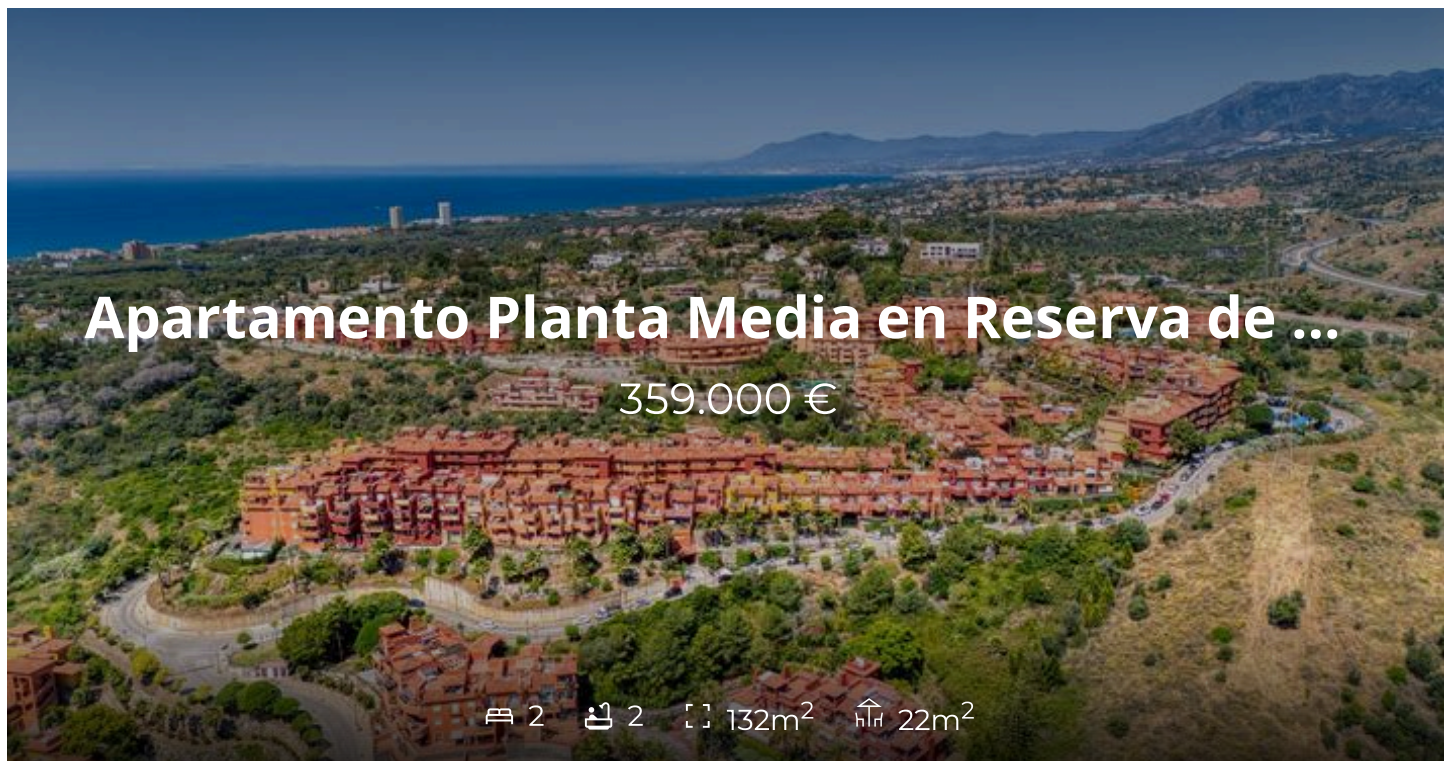 Apartamento Planta Media en Reserva de ...
359.000 €
2 2 132m² 22m²